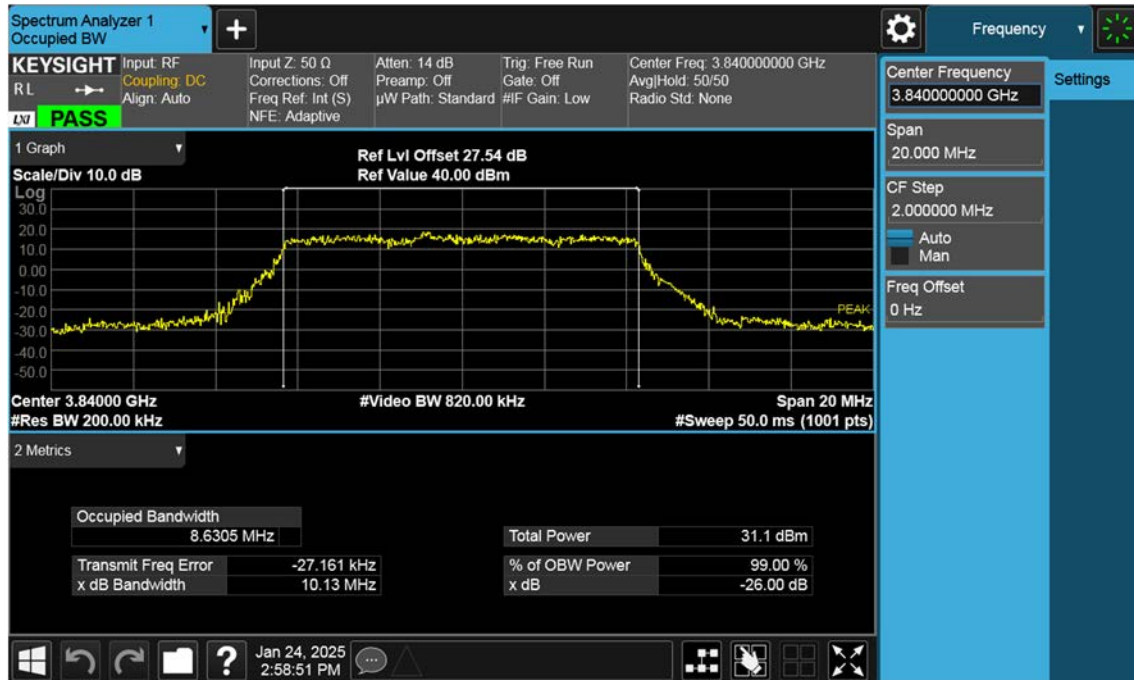 Spectrum Analyzer 1
Occupied BW
Frequency
KEYSIGHT
R L
LXI
PASS
Input: RF
Coupling: DC
Align: Auto
Input Z: 50 Ω
Corrections: Off
Freq Ref: Int (S)
NFE: Adaptive
Atten: 14 dB
Preamp: Off
µW Path: Standard
Trig: Free Run
Gate: Off
#IF Gain: Low
Center Freq: 3.840000000 GHz
Avg|Hold: 50/50
Radio Std: None
Center Frequency
3.840000000 GHz
Settings
Span
20.000 MHz
CF Step
2.000000 MHz
Auto
Man
Freq Offset
0 Hz
1 Graph
Scale/Div 10.0 dB
Ref Lvl Offset 27.54 dB
Ref Value 40.00 dBm
Log
30.0
20.0
10.0
0.00
-10.0
-20.0
-30.0
-40.0
-50.0
PEAK
Center 3.84000 GHz
#Video BW 820.00 kHz
Span 20 MHz
#Res BW 200.00 kHz
#Sweep 50.0 ms (1001 pts)
2 Metrics
Occupied Bandwidth
8.6305 MHz
Total Power 31.1 dBm
Transmit Freq Error -27.161 kHz
% of OBW Power 99.00 %
x dB Bandwidth 10.13 MHz
x dB -26.00 dB
?
Jan 24, 2025
2:58:51 PM